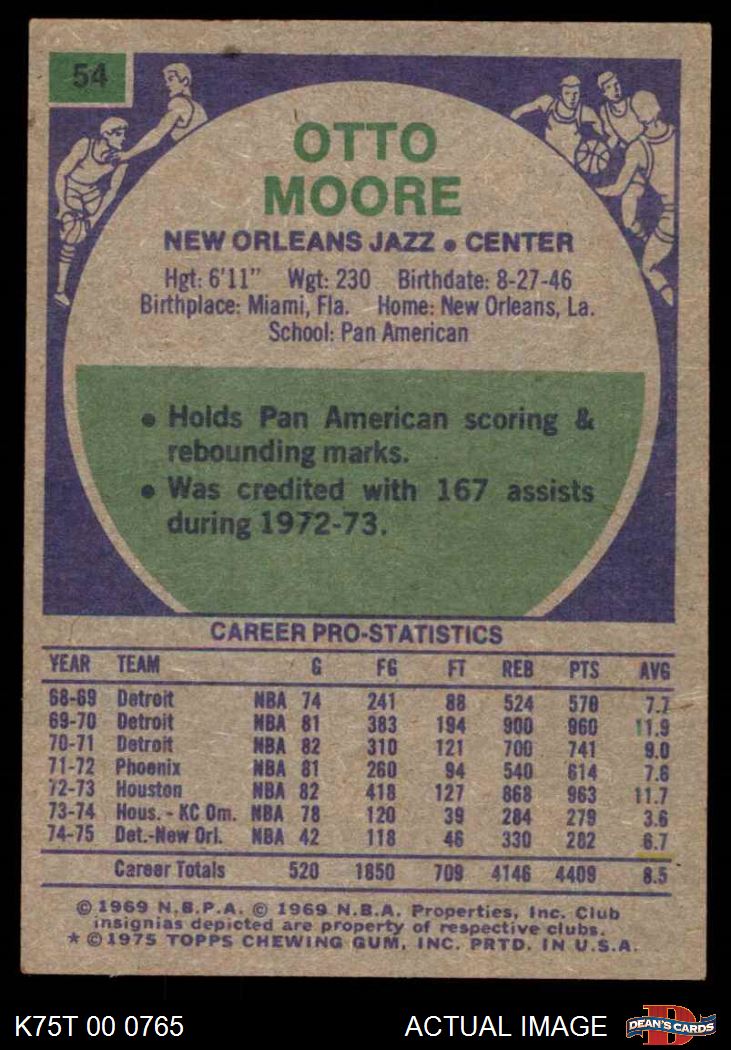 54
OTTO
MOORE
NEW ORLEANS JAZZ • CENTER
Hgt: 6'11" Wgt: 230 Birthdate: 8-27-46
Birthplace: Miami, Fla. Home: New Orleans, La.
School: Pan American
• Holds Pan American scoring &
rebounding marks.
• Was credited with 167 assists
during 1972-73.
CAREER PRO-STATISTICS
YEAR TEAM G FG FT REB PTS AVG
68-69 Detroit NBA 74 241 88 524 570 7.7
69-70 Detroit NBA 81 383 194 900 960 11.9
70-71 Detroit NBA 82 310 121 700 741 9.0
71-72 Phoenix NBA 81 260 94 540 614 7.6
72-73 Houston NBA 82 418 127 868 963 11.7
73-74 Hous. - KC Om. NBA 78 120 39 284 279 3.6
74-75 Det.-New Orl. NBA 42 118 46 330 282 6.7
Career Totals 520 1850 709 4146 4409 8.5
© 1969 N.B.P.A. © 1969 N.B.A. Properties, Inc. Club
insignias depicted are property of respective clubs.
* © 1975 TOPPS CHEWING GUM, INC. PRTD. IN U.S.A.
K75T 00 0765 ACTUAL IMAGE D DEAN'S CARDS